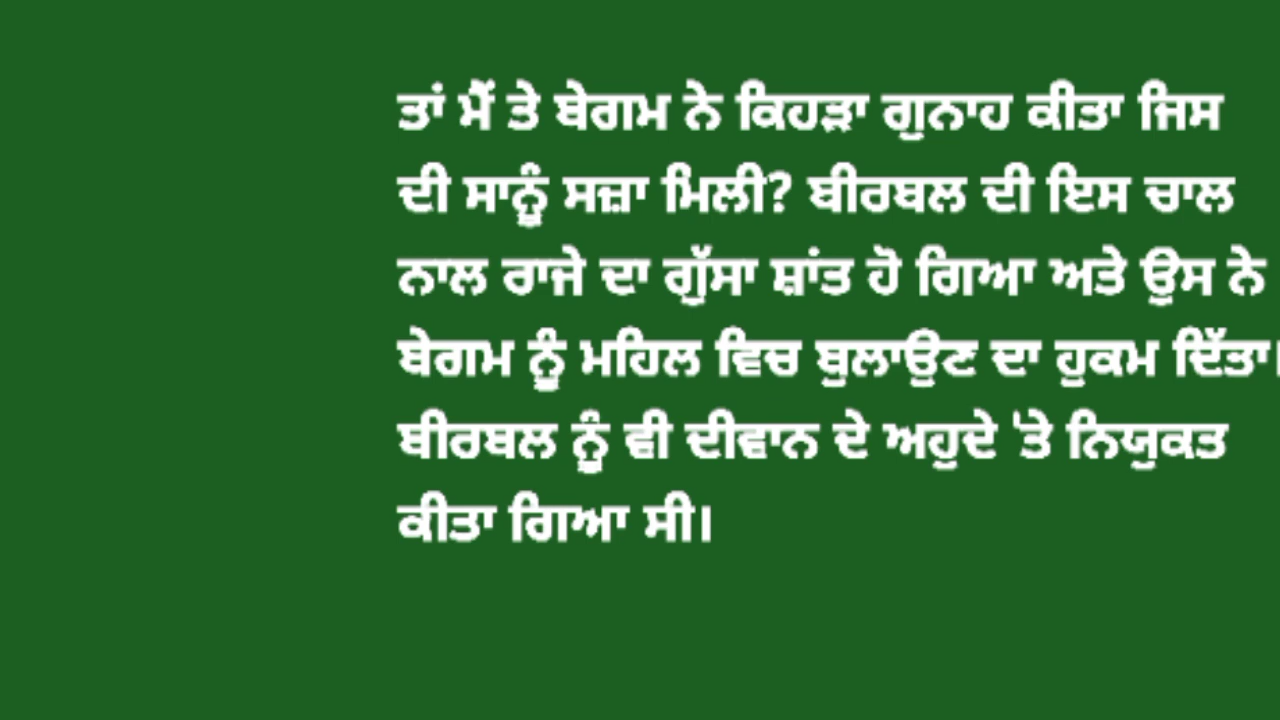 ਤਾਂ ਮੈਂ ਤੇ ਬੇਗਮ ਨੇ ਕਿਹੜਾ ਗੁਨਾਹ ਕੀਤਾ ਜਿਸ
ਦੀ ਸਾਨੂੰ ਸਜ਼ਾ ਮਿਲੀ? ਬੀਰਬਲ ਦੀ ਇਸ ਚਾਲ
ਨਾਲ ਰਾਜੇ ਦਾ ਗੁੱਸਾ ਸ਼ਾਂਤ ਹੋ ਗਿਆ ਅਤੇ ਉਸ ਨੇ
ਬੇਗਮ ਨੂੰ ਮਹਿਲ ਵਿਚ ਬੁਲਾਉਣ ਦਾ ਹੁਕਮ ਦਿੱਤਾ।
ਬੀਰਬਲ ਨੂੰ ਵੀ ਦੀਵਾਨ ਦੇ ਅਹੁਦੇ 'ਤੇ ਨਿਯੁਕਤ
ਕੀਤਾ ਗਿਆ ਸੀ।